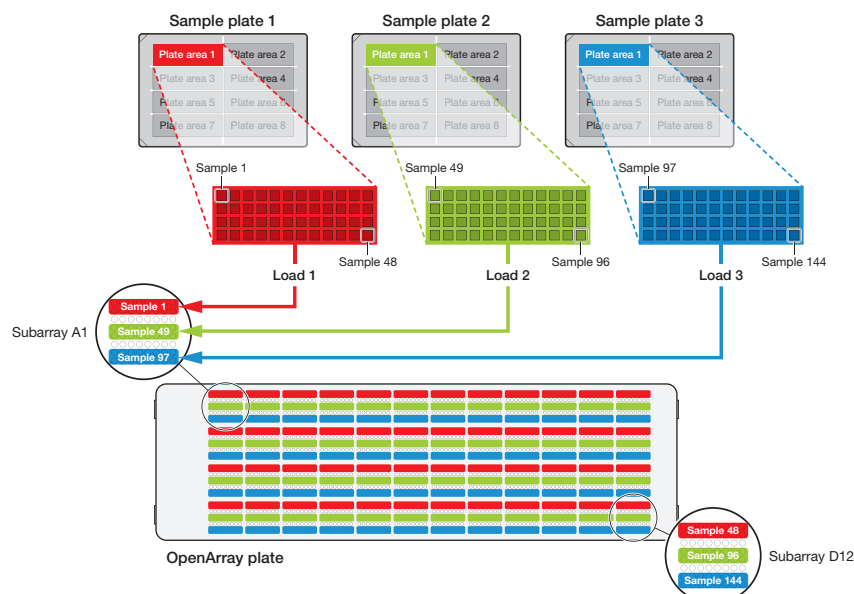 Sample plate 1
Sample plate 2
Sample plate 3
Plate area 1
Plate area 2
Plate area 3
Plate area 4
Plate area 5
Plate area 6
Plate area 7
Plate area 8
Plate area 1
Plate area 2
Plate area 3
Plate area 4
Plate area 5
Plate area 6
Plate area 7
Plate area 8
Plate area 1
Plate area 2
Plate area 3
Plate area 4
Plate area 5
Plate area 6
Plate area 7
Plate area 8
Sample 1
Sample 49
Sample 97
Sample 48
Sample 96
Sample 144
Load 1
Load 2
Load 3
Subarray A1
Sample 1
Sample 49
Sample 97
OpenArray plate
Sample 48
Sample 96
Sample 144
Subarray D12